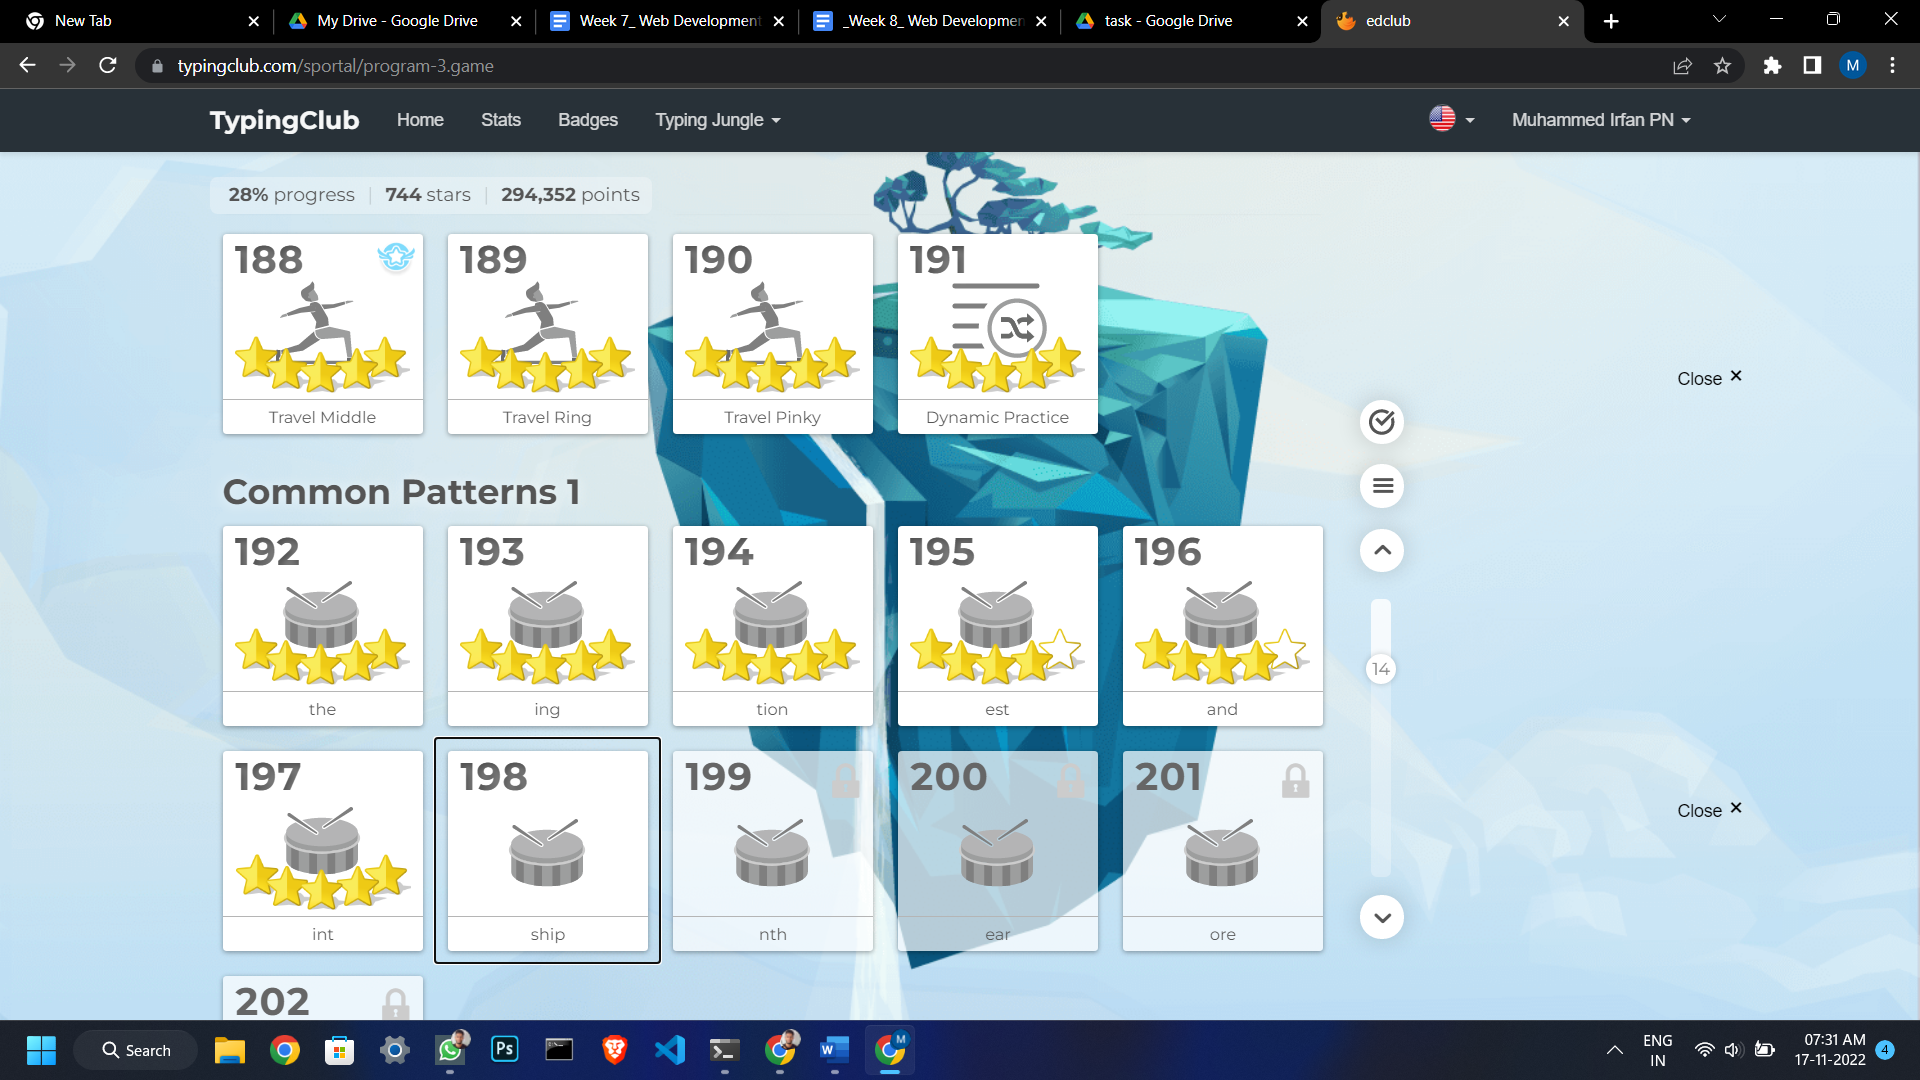 New Tab
My Drive - Google Drive
Week 7_ Web Development
_Week 8_ Web Developmen
task - Google Drive
edclub
typingclub.com/sportal/program-3.game
M
TypingClub
Home
Stats
Badges
Typing Jungle
Muhammed Irfan PN
28% progress
744 stars
294,352 points
188
189
190
191
Travel Middle
Travel Ring
Travel Pinky
Dynamic Practice
Close
Common Patterns 1
192
193
194
195
196
the
ing
tion
est
and
14
197
198
199
200
201
Close
int
ship
nth
ear
ore
202
Search
Ps
W
M
ENG
IN
07:31 AM
17-11-2022
4